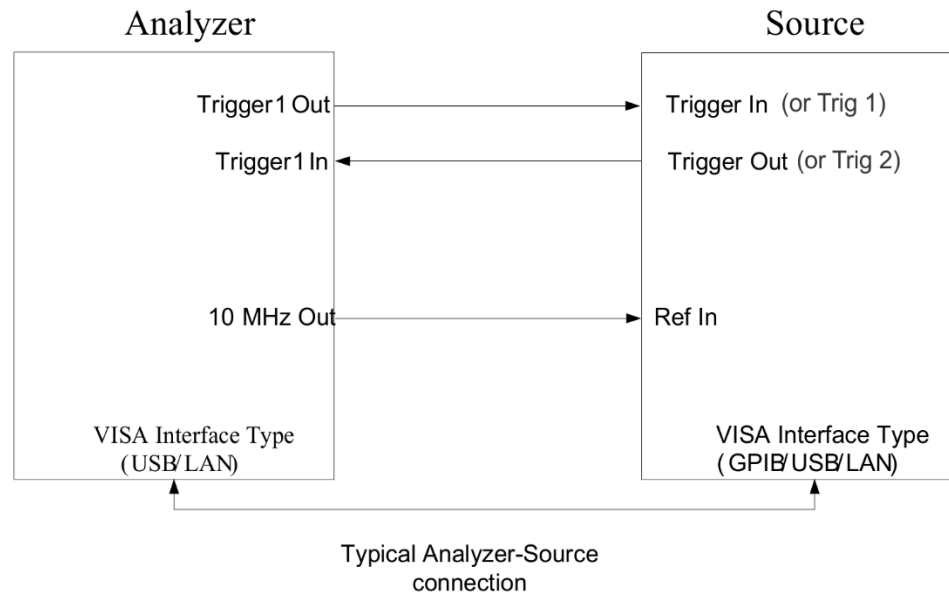 Analyzer
Source
Trigger1 Out
Trigger In (or Trig 1)
Trigger1 In
Trigger Out (or Trig 2)
10 MHz Out
Ref In
VISA Interface Type
(USB/LAN)
VISA Interface Type
(GPIB/USB/LAN)
Typical Analyzer-Source
connection